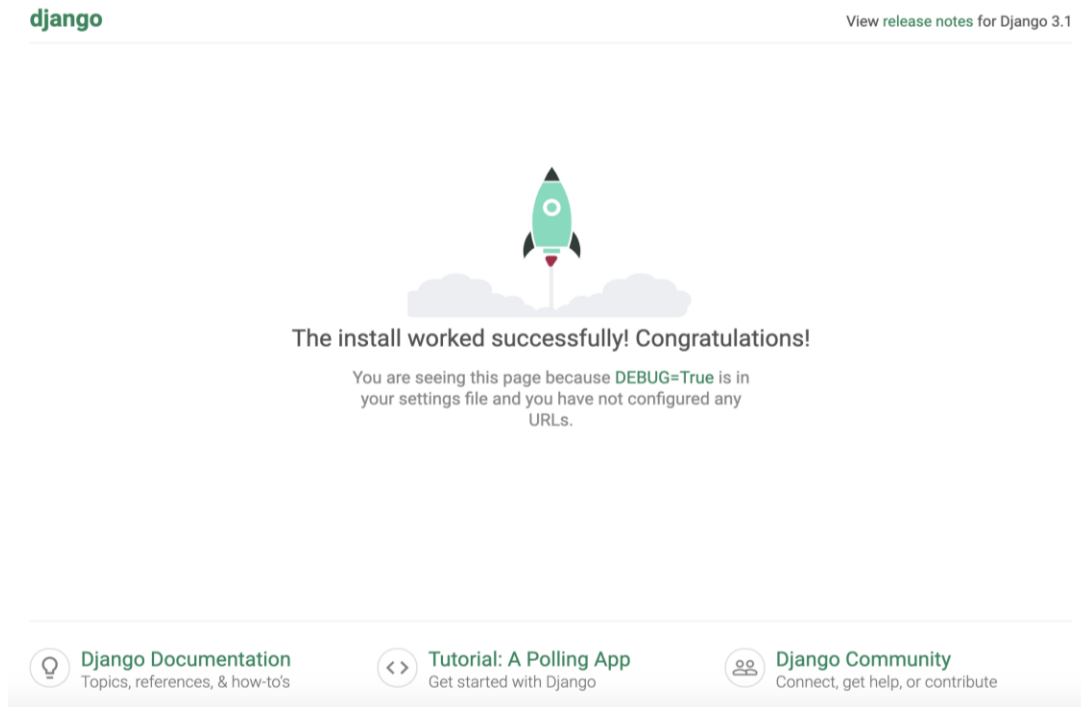 django
View release notes for Django 3.1
The install worked successfully! Congratulations!
You are seeing this page because DEBUG=True is in
your settings file and you have not configured any
URLs.
Django Documentation
Topics, references, & how-to's
Tutorial: A Polling App
Get started with Django
Django Community
Connect, get help, or contribute